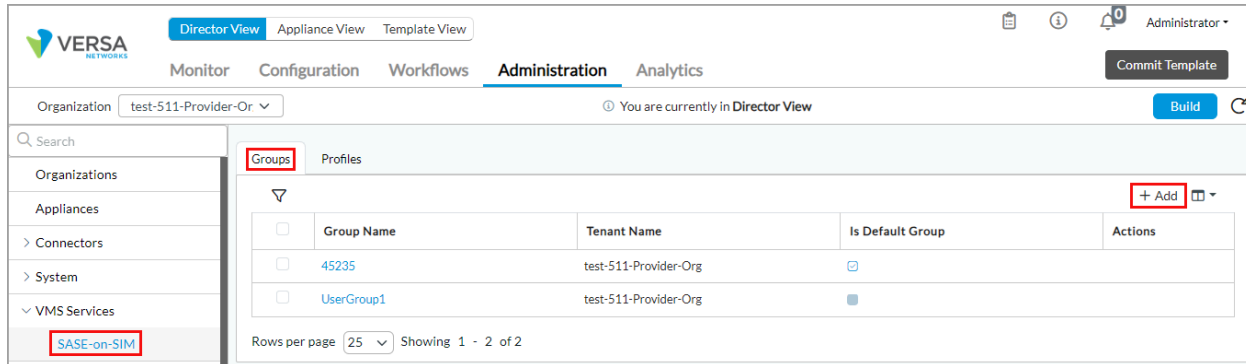 Director View Appliance View Template View
0
Administrator
VERSA
NETWORKS
Monitor Configuration Workflows Administration Analytics
Commit Template
Organization test-511-Provider-Or
You are currently in Director View
Build
Search
Groups Profiles
Organizations
Appliances
+ Add
Connectors
Group Name Tenant Name Is Default Group Actions
System
45235 test-511-Provider-Org
VMS Services
UserGroup1 test-511-Provider-Org
SASE-on-SIM
Rows per page 25 Showing 1 - 2 of 2